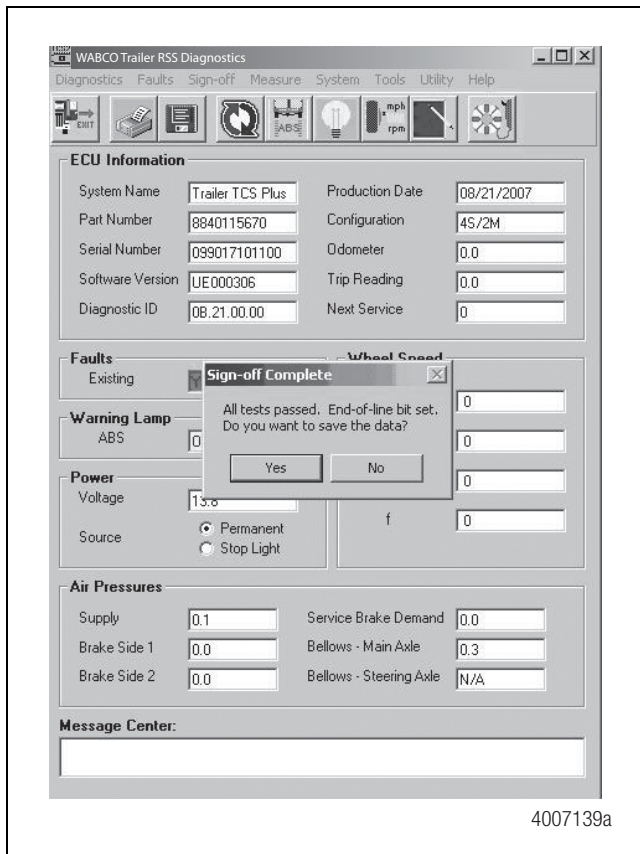 WABCO Trailer RSS Diagnostics
Diagnostics Faults Sign-off Measure System Tools Utility Help
EXIT ABS mph rpm
ECU Information
System Name Trailer TCS Plus Production Date 08/21/2007
Part Number 8840115670 Configuration 4S/2M
Serial Number 099017101100 Odometer 0.0
Software Version UE000306 Trip Reading 0.0
Diagnostic ID 0B.21.00.00 Next Service 0
Faults Wheel Speed
Existing Y
Sign-off Complete
All tests passed. End-of-line bit set.
Do you want to save the data?
Yes No
0
Warning Lamp
ABS O 0
Power 0
Voltage 13.8
f 0
Source Permanent
Stop Light
Air Pressures
Supply 0.1 Service Brake Demand 0.0
Brake Side 1 0.0 Bellows - Main Axle 0.3
Brake Side 2 0.0 Bellows - Steering Axle N/A
Message Center:
4007139a